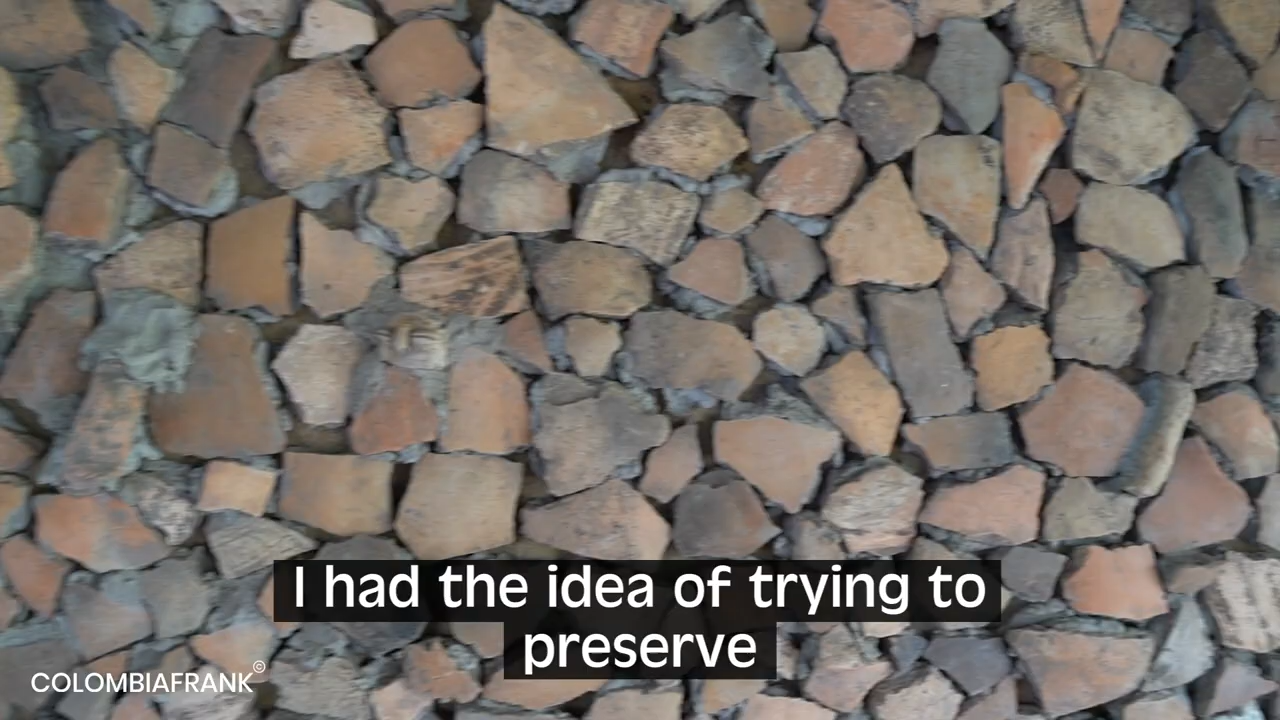 I had the idea of trying to
preserve
COLOMBIAFRANK©